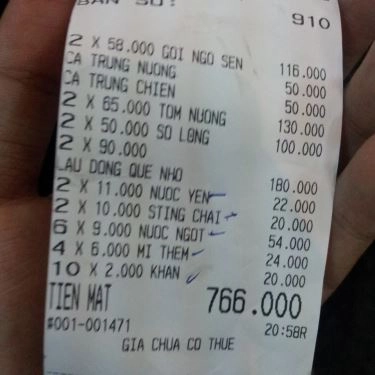 BAN SO:
910
2 X 58.000 GOI NGO SEN 116.000
CA TRUNG NUONG 50.000
CA TRUNG CHIEN 50.000
2 X 65.000 TOM NUONG 130.000
2 X 50.000 SO LONG 100.000
2 X 90.000
LAU DONG QUE NHO 180.000
2 X 11.000 NUOC YEN 22.000
2 X 10.000 STING CHAI 20.000
6 X 9.000 NUOC NGOT 54.000
4 X 6.000 MI THEM 24.000
10 X 2.000 KHAN 20.000
TIEN MAT 766.000
#001-001471 20:58R
GIA CHUA CO THUE